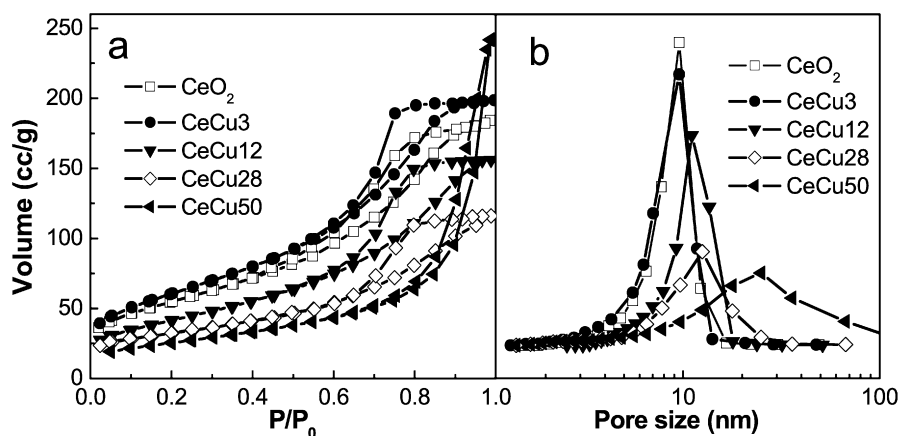 a
CeO2
CeCu3
CeCu12
CeCu28
CeCu50
Volume (cc/g)
250
200
150
100
50
0
0.0 0.2 0.4 0.6 0.8 1.0
P/P0
b
CeO2
CeCu3
CeCu12
CeCu28
CeCu50
10 100
Pore size (nm)